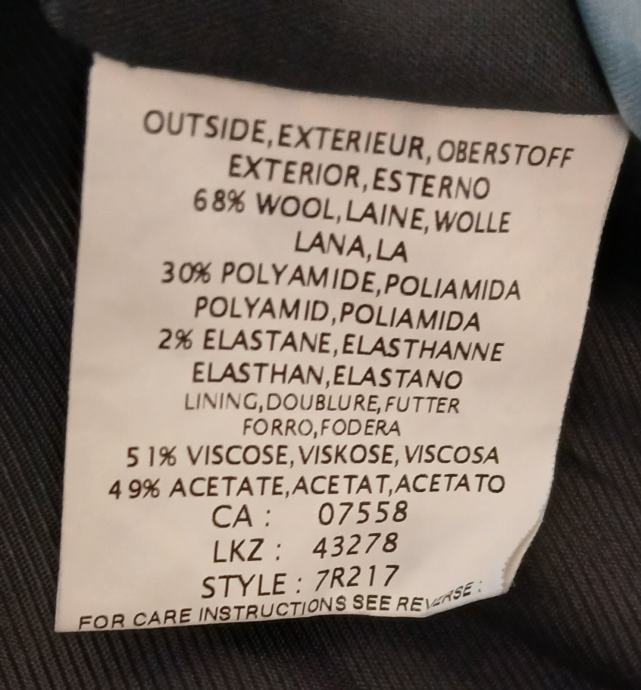 OUTSIDE,EXTERIEUR,OBERSTOFF
EXTERIOR,ESTERNO
68% WOOL,LAINE,WOLLE
LANA,LA
30% POLYAMIDE,POLIAMIDA
POLYAMID,POLIAMIDA
2% ELASTANE,ELASTHANNE
ELASTHAN,ELASTANO
LINING,DOUBLURE,FUTTER
FORRO,FODERA
51% VISCOSE,VISKOSE,VISCOSA
49% ACETATE,ACETAT,ACETATO
CA : 07558
LKZ : 43278
STYLE : 7R217
FOR CARE INSTRUCTIONS SEE REVERSE :